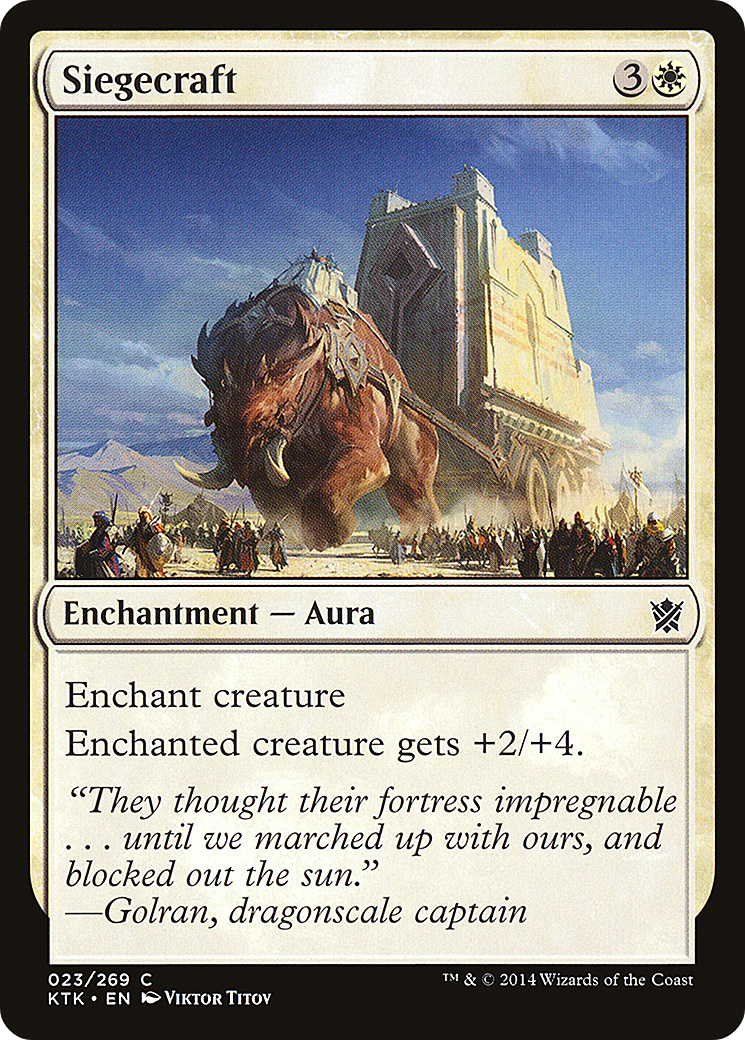 Siegecraft 3
Enchantment — Aura
Enchant creature
Enchanted creature gets +2/+4.
“They thought their fortress impregnable
. . . until we marched up with ours, and
blocked out the sun.”
—Golran, dragonscale captain
023/269 C
™ & © 2014 Wizards of the Coast
KTK • EN Viktor Titov